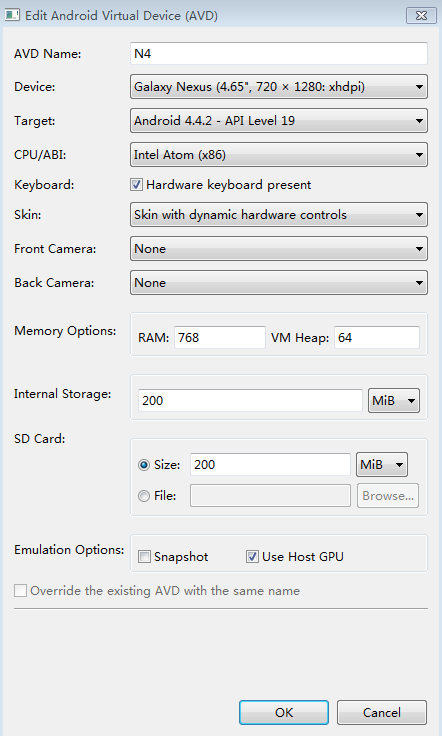 Edit Android Virtual Device (AVD)
AVD Name: N4
Device: Galaxy Nexus (4.65", 720 × 1280: xhdpi)
Target: Android 4.4.2 - API Level 19
CPU/ABI: Intel Atom (x86)
Keyboard: Hardware keyboard present
Skin: Skin with dynamic hardware controls
Front Camera: None
Back Camera: None
Memory Options: RAM: 768 VM Heap: 64
Internal Storage: 200 MiB
SD Card:
Size: 200 MiB
File: Browse...
Emulation Options: Snapshot Use Host GPU
Override the existing AVD with the same name
OK Cancel